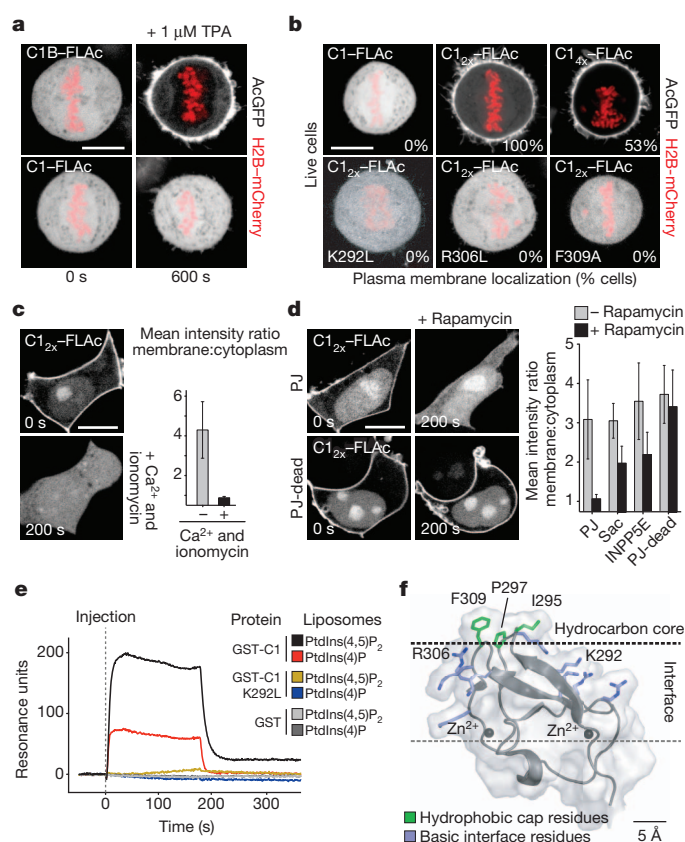 a
+ 1 µM TPA
C1B–FLAc
C1–FLAc
0 s
600 s
AcGFP H2B–mCherry
b
Live cells
C1–FLAc
0%
C1₂ₓ–FLAc
100%
C1₄ₓ–FLAc
53%
C1₂ₓ–FLAc
K292L
0%
R306L
0%
F309A
0%
AcGFP H2B–mCherry
Plasma membrane localization (% cells)
c
C1₂ₓ–FLAc
0 s
200 s
+ Ca²⁺ and
ionomycin
Mean intensity ratio
membrane:cytoplasm
6
4
2
–
+
Ca²⁺ and
ionomycin
d
+ Rapamycin
C1₂ₓ–FLAc
0 s
PJ
200 s
C1₂ₓ–FLAc
0 s
PJ-dead
200 s
– Rapamycin
+ Rapamycin
Mean intensity ratio
membrane:cytoplasm
5
4
3
2
1
PJ
Sac
INPP5E
PJ-dead
e
Injection
Protein
Liposomes
GST-C1
PtdIns(4,5)P₂
PtdIns(4)P
GST-C1
K292L
PtdIns(4,5)P₂
PtdIns(4)P
GST
PtdIns(4,5)P₂
PtdIns(4)P
Resonance units
200
100
0
0
100
200
300
Time (s)
f
F309
P297
I295
Hydrocarbon core
R306
K292
Interface
Zn²⁺
Zn²⁺
Hydrophobic cap residues
Basic interface residues
5 Å